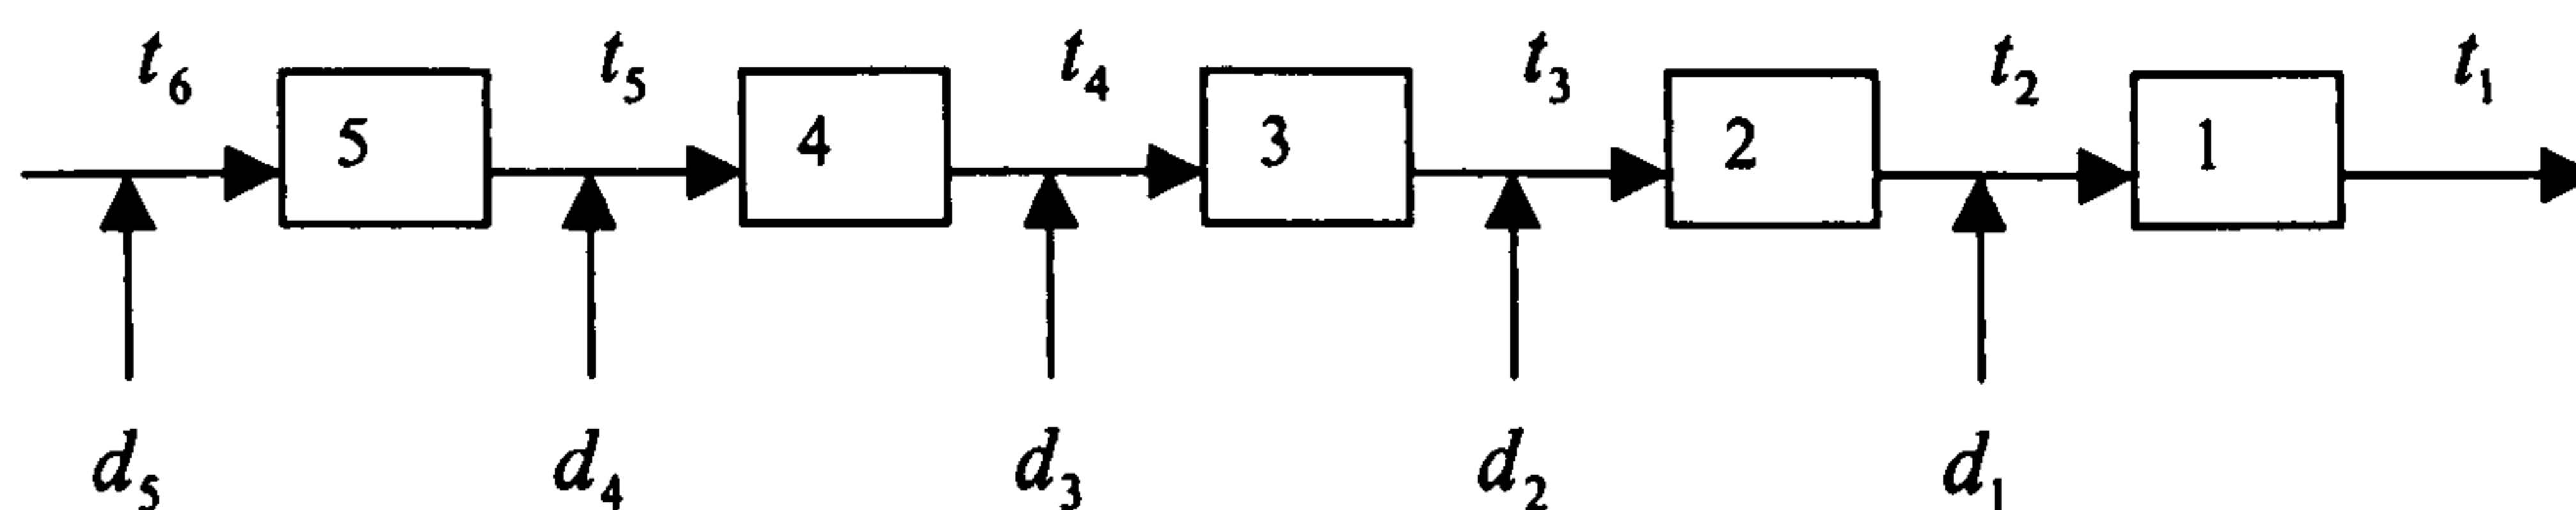 t₆ t₅ t₄ t₃ t₂ t₁
5 4 3 2 1
d₅ d₄ d₃ d₂ d₁